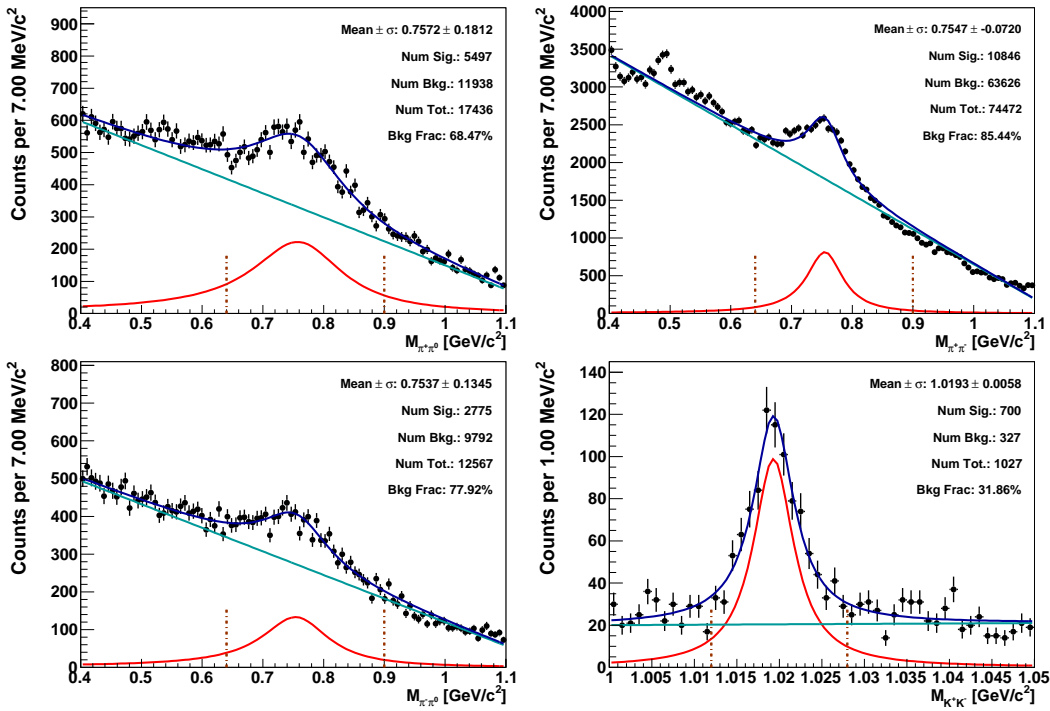 Counts per 7.00 MeV/c²
900
800
700
600
500
400
300
200
100
0
Mean ± σ: 0.7572 ± 0.1812
Num Sig.: 5497
Num Bkg.: 11938
Num Tot.: 17436
Bkg Frac: 68.47%
0.4 0.5 0.6 0.7 0.8 0.9 1 1.1
M π⁺π⁰ [GeV/c²]
Counts per 7.00 MeV/c²
4000
3500
3000
2500
2000
1500
1000
500
0
Mean ± σ: 0.7547 ± -0.0720
Num Sig.: 10846
Num Bkg.: 63626
Num Tot.: 74472
Bkg Frac: 85.44%
0.4 0.5 0.6 0.7 0.8 0.9 1 1.1
M π⁺π⁻ [GeV/c²]
Counts per 7.00 MeV/c²
800
700
600
500
400
300
200
100
0
Mean ± σ: 0.7537 ± 0.1345
Num Sig.: 2775
Num Bkg.: 9792
Num Tot.: 12567
Bkg Frac: 77.92%
0.4 0.5 0.6 0.7 0.8 0.9 1 1.1
M π⁻π⁰ [GeV/c²]
Counts per 1.00 MeV/c²
140
120
100
80
60
40
20
0
Mean ± σ: 1.0193 ± 0.0058
Num Sig.: 700
Num Bkg.: 327
Num Tot.: 1027
Bkg Frac: 31.86%
1 1.005 1.01 1.015 1.02 1.025 1.03 1.035 1.04 1.045 1.05
M K⁺K⁻ [GeV/c²]